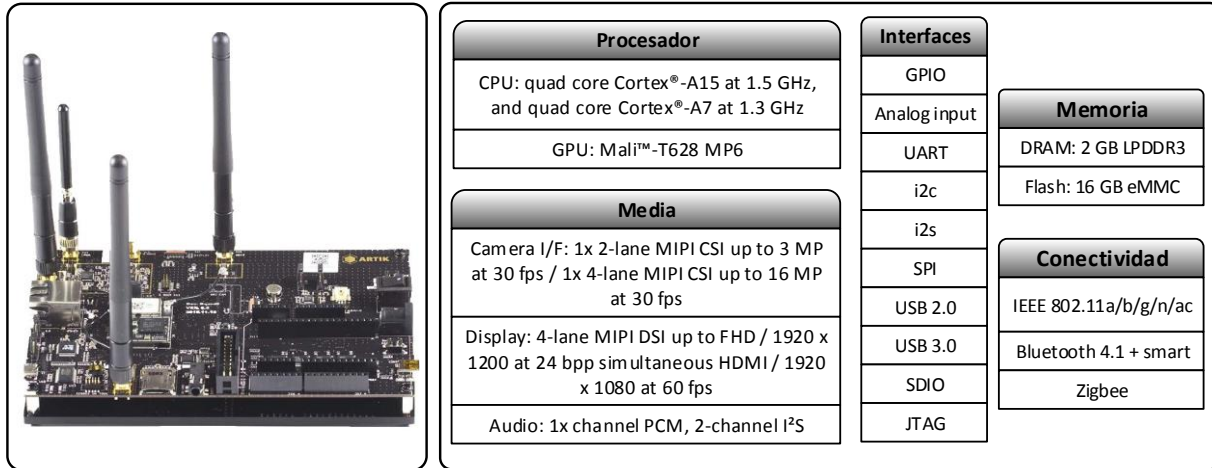 ARTIK
Procesador
CPU: quad core Cortex®-A15 at 1.5 GHz,
and quad core Cortex®-A7 at 1.3 GHz
GPU: Mali™-T628 MP6
Media
Camera I/F: 1x 2-lane MIPI CSI up to 3 MP
at 30 fps / 1x 4-lane MIPI CSI up to 16 MP
at 30 fps
Display: 4-lane MIPI DSI up to FHD / 1920 x
1200 at 24 bpp simultaneous HDMI / 1920
x 1080 at 60 fps
Audio: 1x channel PCM, 2-channel I²S
Interfaces
GPIO
Analog input
UART
i2c
i2s
SPI
USB 2.0
USB 3.0
SDIO
JTAG
Memoria
DRAM: 2 GB LPDDR3
Flash: 16 GB eMMC
Conectividad
IEEE 802.11a/b/g/n/ac
Bluetooth 4.1 + smart
Zigbee